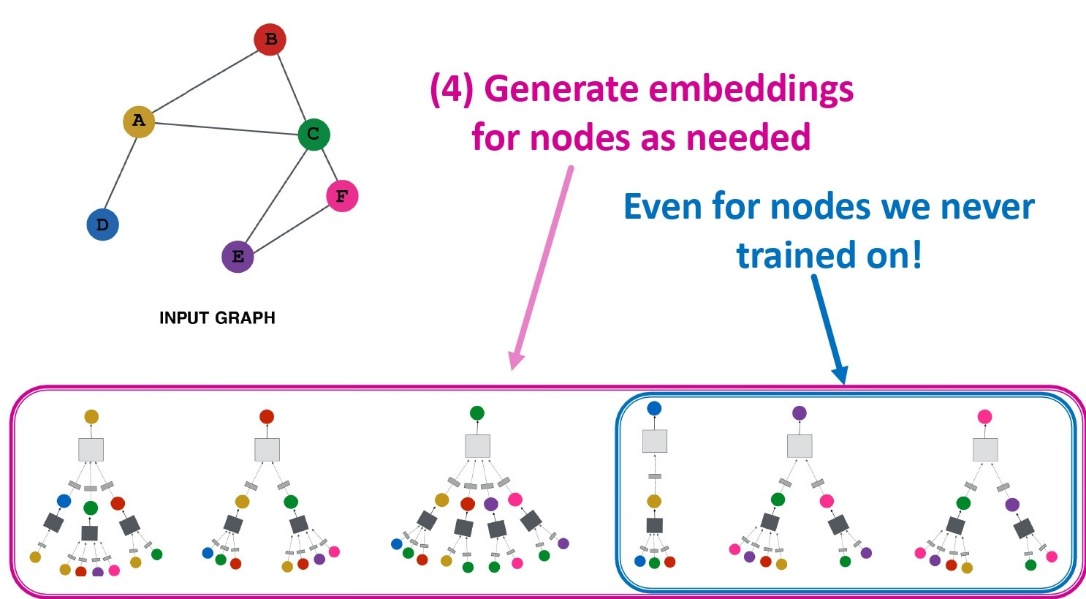 B
(4) Generate embeddings
for nodes as needed
A
C
F
Even for nodes we never
trained on!
D
E
INPUT GRAPH